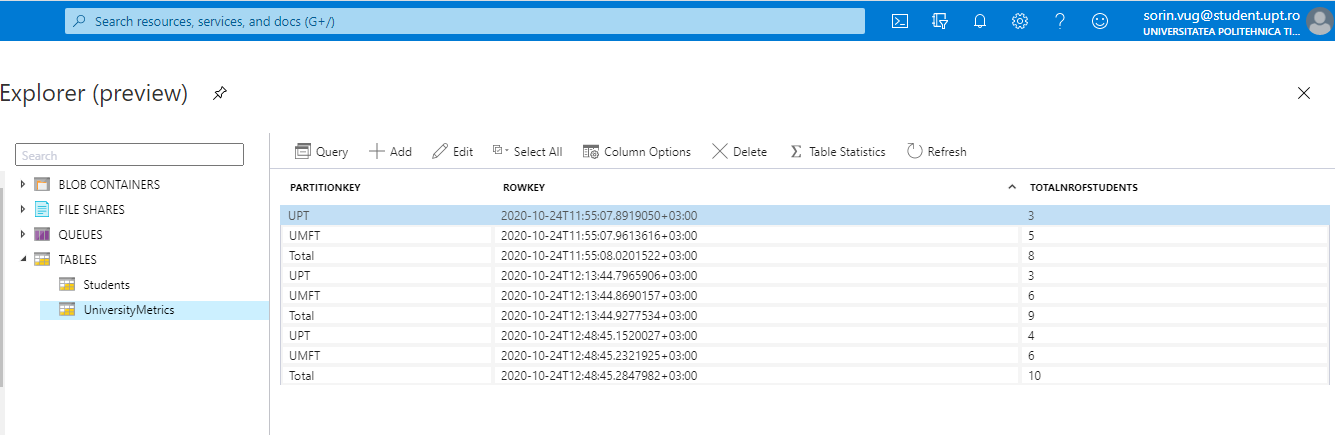 Search resources, services, and docs (G+/)
sorin.vug@student.upt.ro
UNIVERSITATEA POLITEHNICA TI...
Explorer (preview)
Search
BLOB CONTAINERS
FILE SHARES
QUEUES
TABLES
Students
UniversityMetrics
Query Add Edit Select All Column Options Delete Table Statistics Refresh
PARTITIONKEY ROWKEY TOTALNROFSTUDENTS
UPT 2020-10-24T11:55:07.8919050+03:00 3
UMFT 2020-10-24T11:55:07.9613616+03:00 5
Total 2020-10-24T11:55:08.0201522+03:00 8
UPT 2020-10-24T12:13:44.7965906+03:00 3
UMFT 2020-10-24T12:13:44.8690157+03:00 6
Total 2020-10-24T12:13:44.9277534+03:00 9
UPT 2020-10-24T12:48:45.1520027+03:00 4
UMFT 2020-10-24T12:48:45.2321925+03:00 6
Total 2020-10-24T12:48:45.2847982+03:00 10